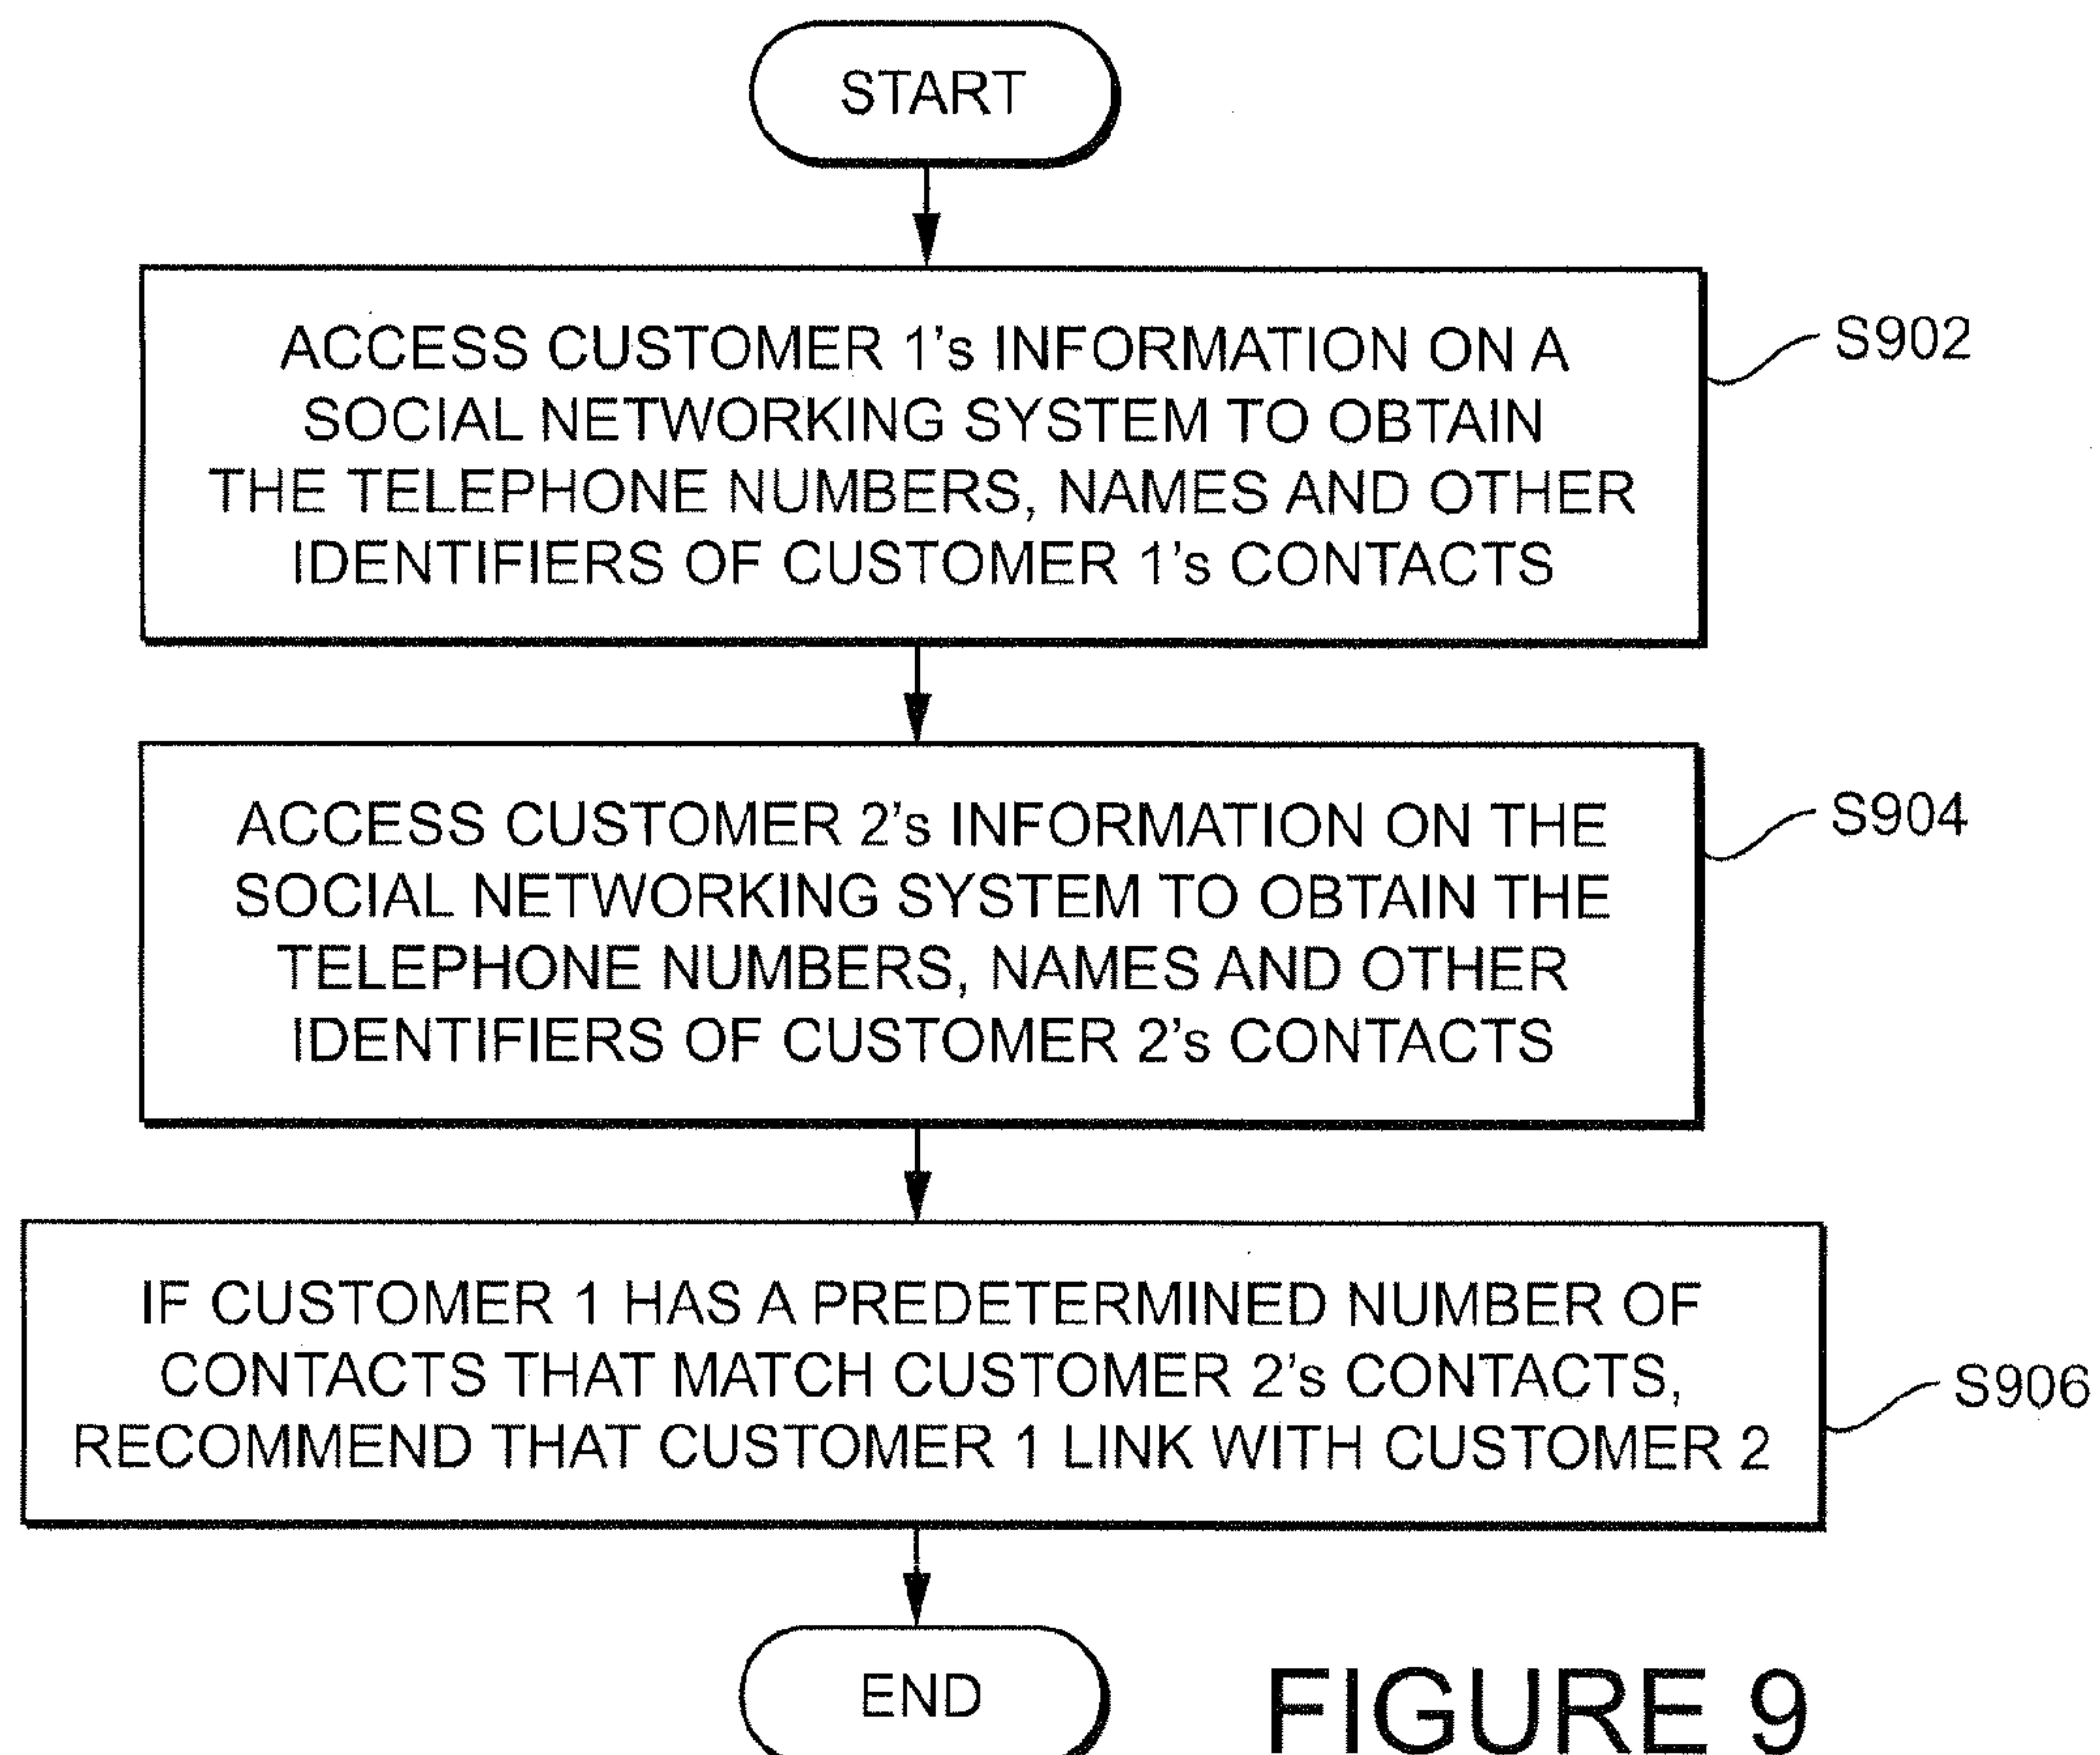 START
ACCESS CUSTOMER 1's INFORMATION ON A
SOCIAL NETWORKING SYSTEM TO OBTAIN
THE TELEPHONE NUMBERS, NAMES AND OTHER
IDENTIFIERS OF CUSTOMER 1's CONTACTS
S902
ACCESS CUSTOMER 2's INFORMATION ON THE
SOCIAL NETWORKING SYSTEM TO OBTAIN THE
TELEPHONE NUMBERS, NAMES AND OTHER
IDENTIFIERS OF CUSTOMER 2's CONTACTS
S904
IF CUSTOMER 1 HAS A PREDETERMINED NUMBER OF
CONTACTS THAT MATCH CUSTOMER 2's CONTACTS,
RECOMMEND THAT CUSTOMER 1 LINK WITH CUSTOMER 2
S906
END
FIGURE 9